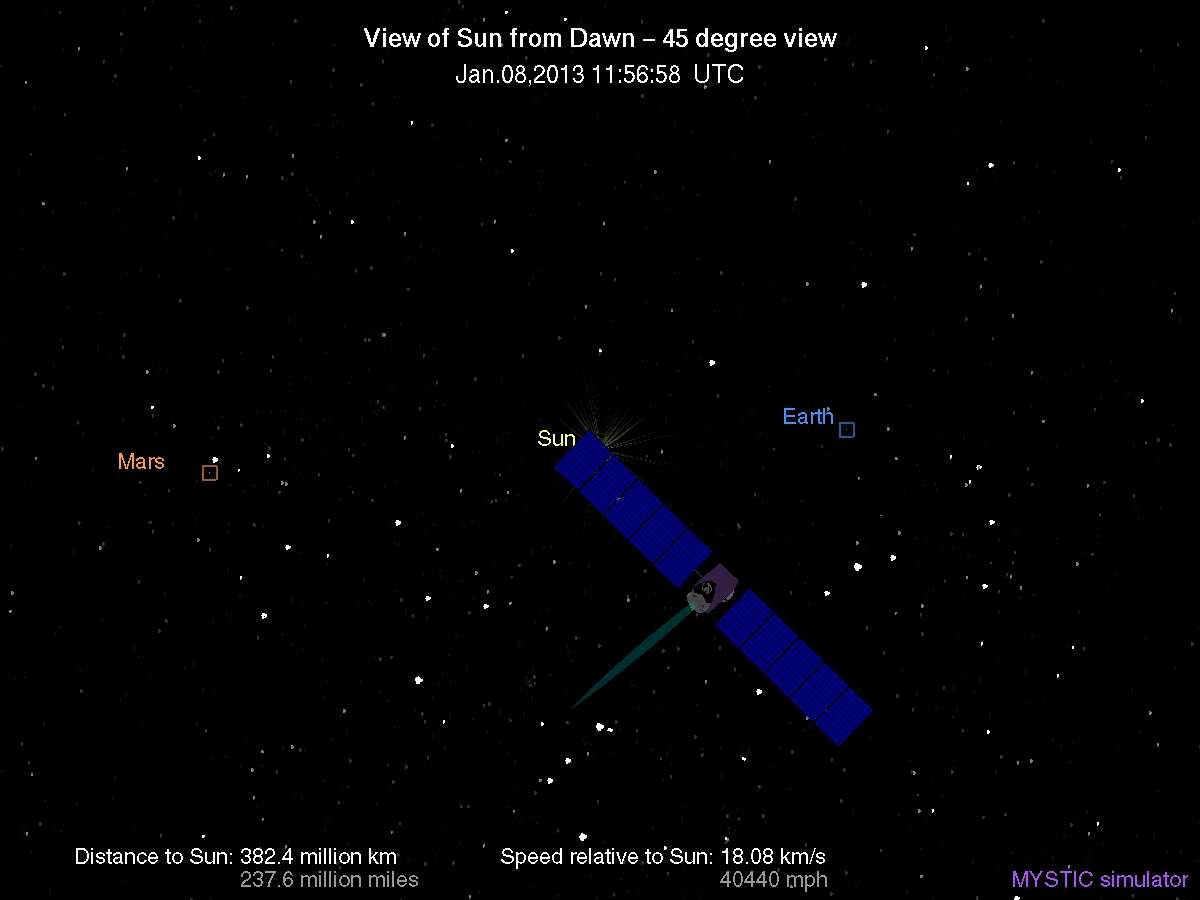 View of Sun from Dawn – 45 degree view
Jan.08,2013 11:56:58 UTC
Earth
Sun
Mars
Distance to Sun: 382.4 million km
237.6 million miles
Speed relative to Sun: 18.08 km/s
40440 mph
MYSTIC simulator